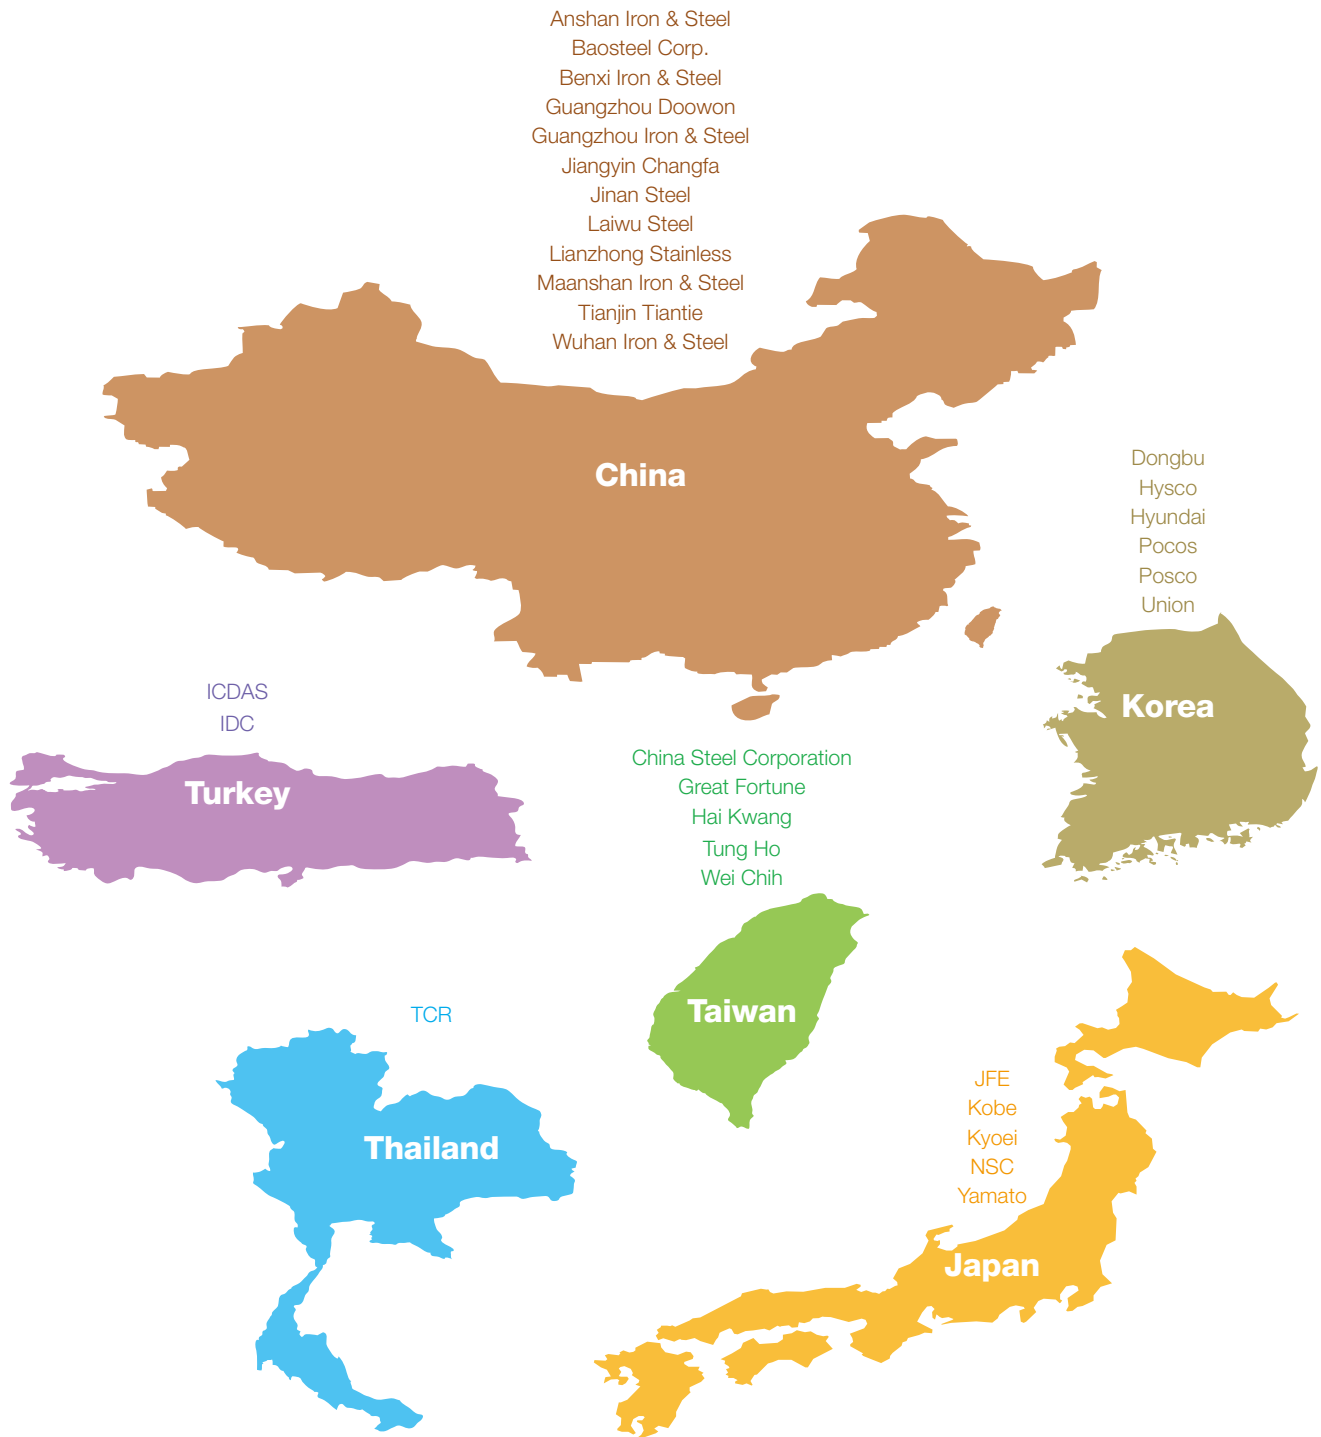 Anshan Iron & Steel
Baosteel Corp.
Benxi Iron & Steel
Guangzhou Doowon
Guangzhou Iron & Steel
Jiangyin Changfa
Jinan Steel
Laiwu Steel
Lianzhong Stainless
Maanshan Iron & Steel
Tianjin Tiantie
Wuhan Iron & Steel
China
Dongbu
Hysco
Hyundai
Pocos
Posco
Union
Korea
ICDAS
IDC
Turkey
China Steel Corporation
Great Fortune
Hai Kwang
Tung Ho
Wei Chih
Taiwan
TCR
Thailand
JFE
Kobe
Kyoei
NSC
Yamato
Japan